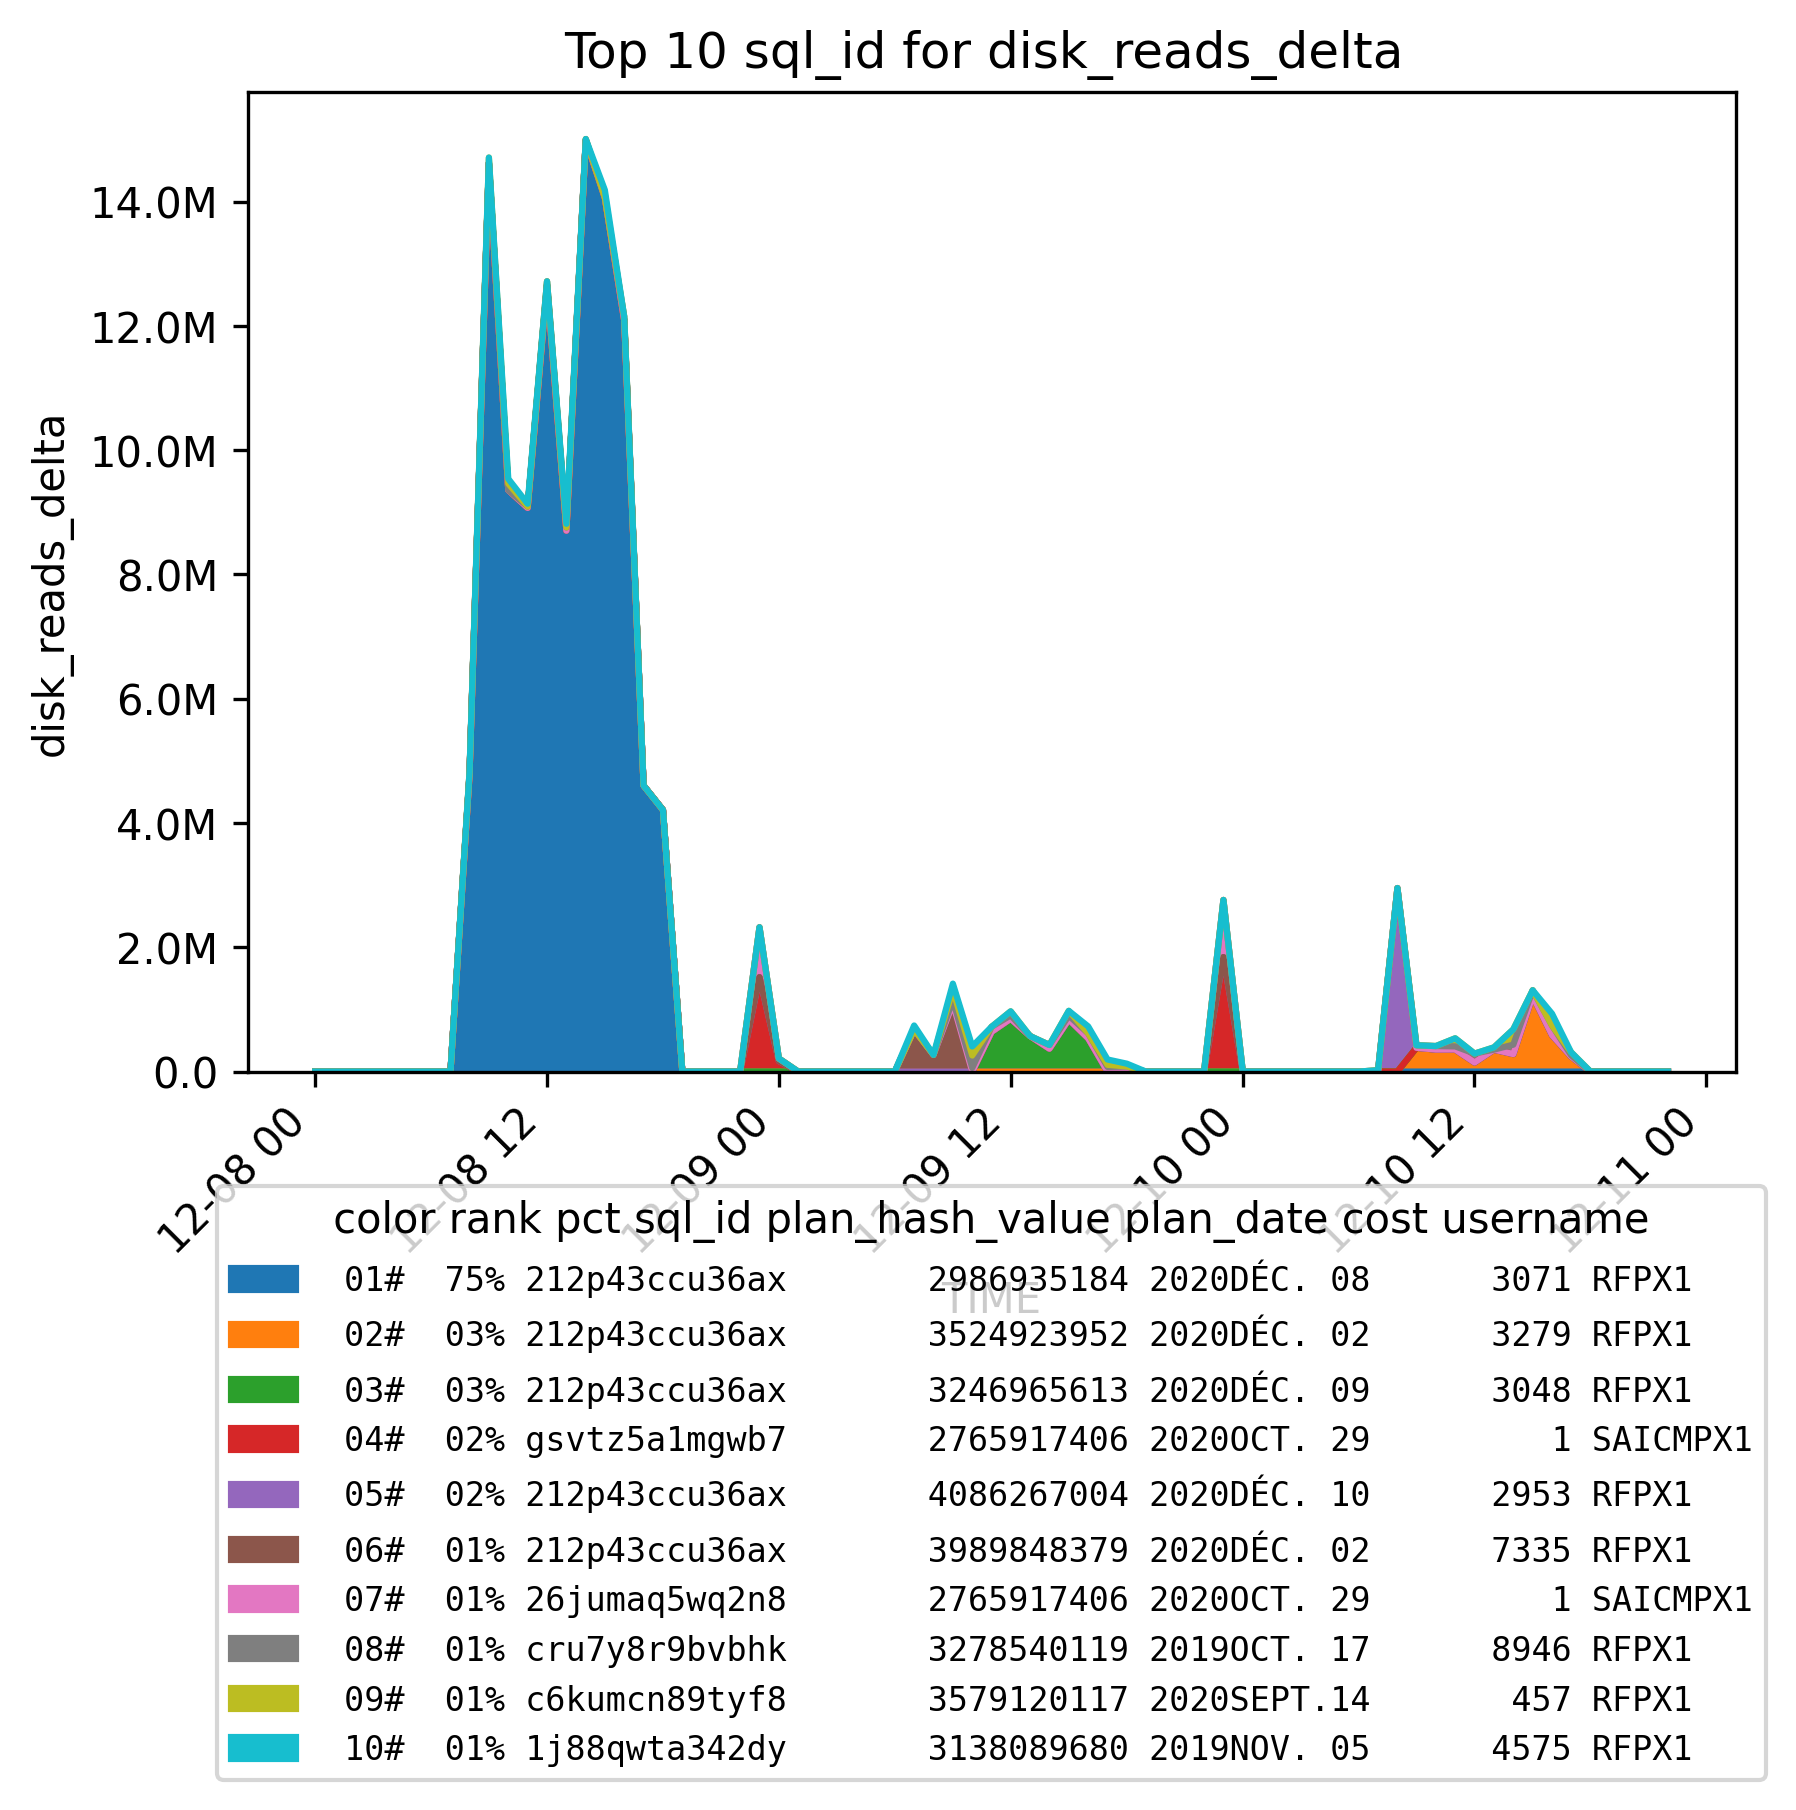 Top 10 sql_id for disk_reads_delta
disk_reads_delta
14.0M
12.0M
10.0M
8.0M
6.0M
4.0M
2.0M
0.0
12-08 00
12-08 12
12-09 00
12-09 12
12-10 00
12-10 12
12-11 00
TIME
color rank pct sql_id plan_hash_value plan_date cost username
01# 75% 212p43ccu36ax 2986935184 2020DÉC. 08 3071 RFPX1
02# 03% 212p43ccu36ax 3524923952 2020DÉC. 02 3279 RFPX1
03# 03% 212p43ccu36ax 3246965613 2020DÉC. 09 3048 RFPX1
04# 02% gsvtz5a1mgwb7 2765917406 2020OCT. 29 1 SAICMPX1
05# 02% 212p43ccu36ax 4086267004 2020DÉC. 10 2953 RFPX1
06# 01% 212p43ccu36ax 3989848379 2020DÉC. 02 7335 RFPX1
07# 01% 26jumaq5wq2n8 2765917406 2020OCT. 29 1 SAICMPX1
08# 01% cru7y8r9bvbhk 3278540119 2019OCT. 17 8946 RFPX1
09# 01% c6kumcn89tyf8 3579120117 2020SEPT.14 457 RFPX1
10# 01% 1j88qwta342dy 3138089680 2019NOV. 05 4575 RFPX1